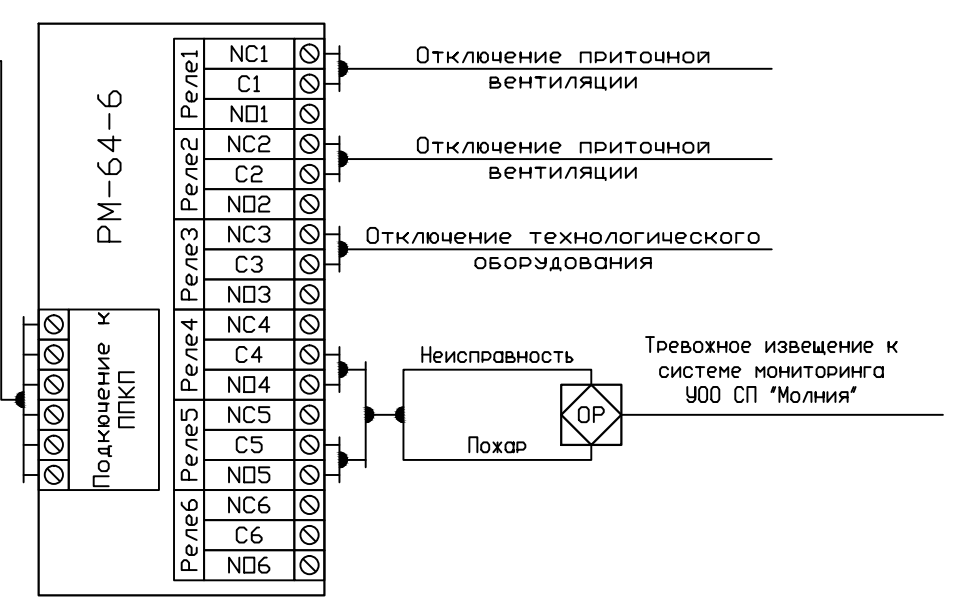 РМ-64-6
Подкючение к
ППКП
Реле1
NC1
C1
NO1
Реле2
NC2
C2
NO2
Реле3
NC3
C3
NO3
Реле4
NC4
C4
NO4
Реле5
NC5
C5
NO5
Реле6
NC6
C6
NO6
Отключение приточной
вентиляции
Отключение приточной
вентиляции
Отключение технологического
оборудования
Неисправность
Пожар
ОР
Тревожное извещение к
системе мониторинга
УОО СП "Молния"